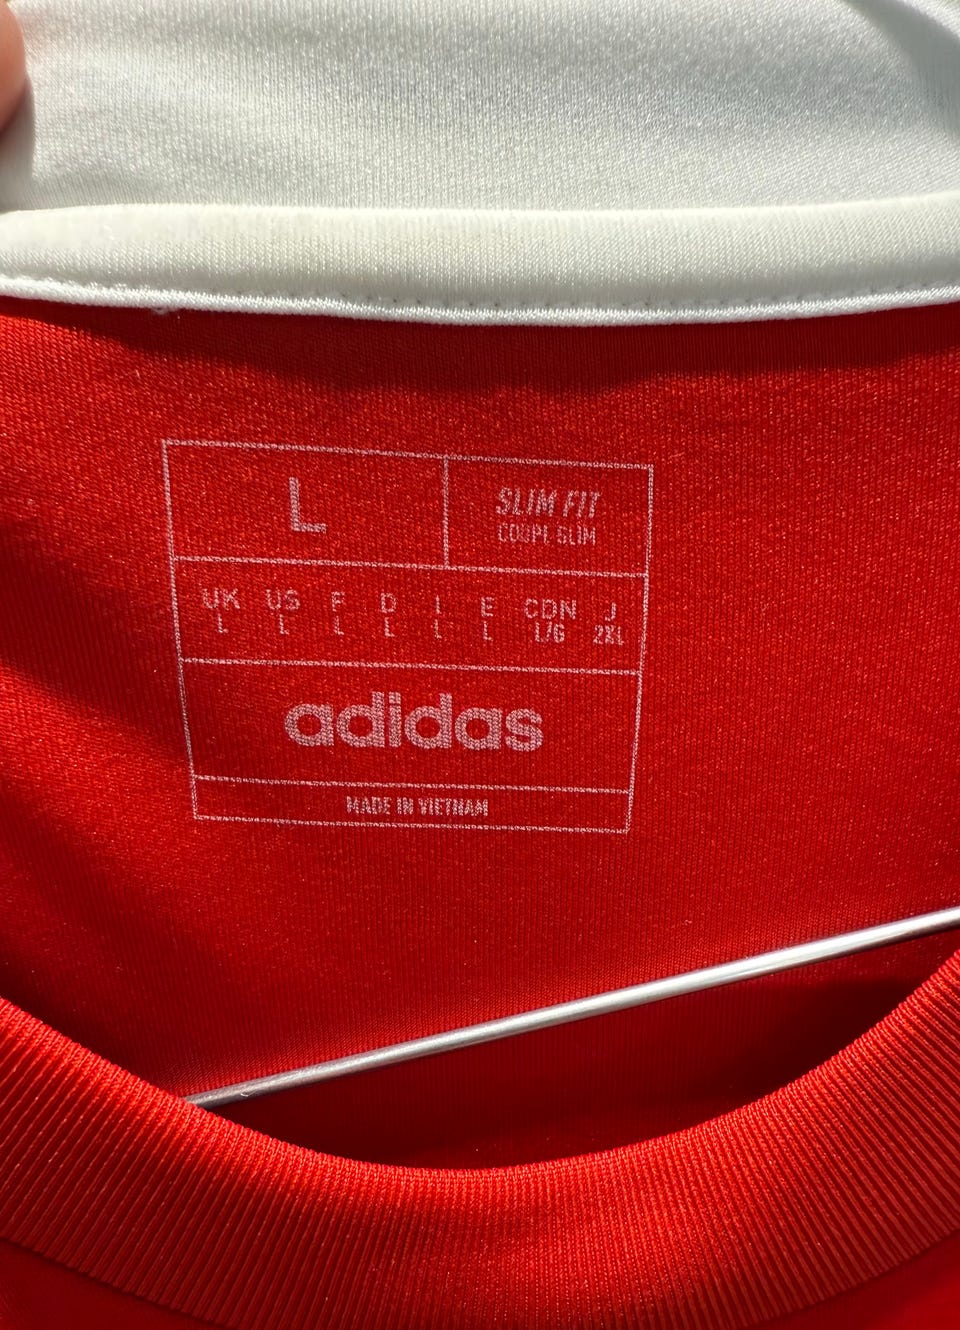 L
SLIM FIT
COUPE SLIM
UK US F D I E CDN J
L L L L L L L/G 2XL
adidas
MADE IN VIETNAM